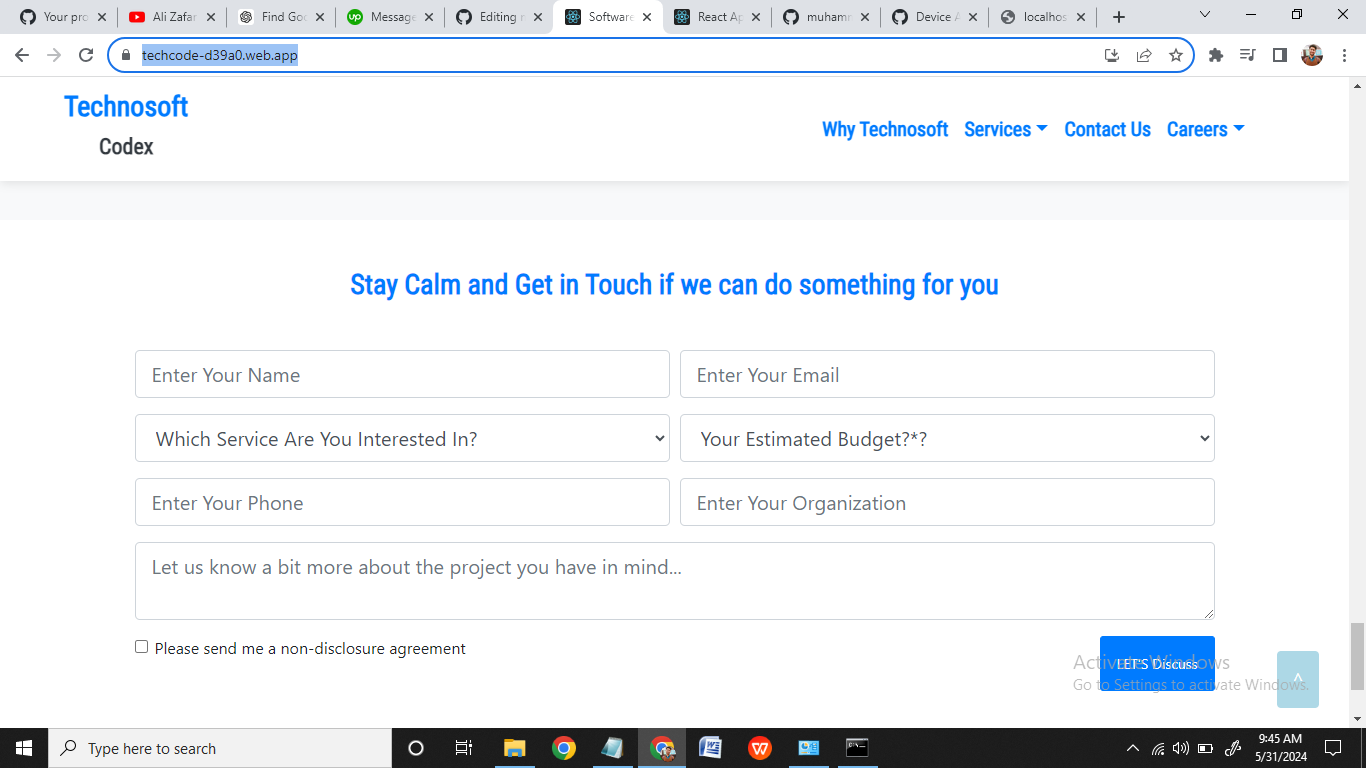 Your pro
Ali Zafar
Find Goo
Message
Editing r
Software
React Ap
muhamm
Device A
localhos
techcode-d39a0.web.app
Technosoft
Codex
Why Technosoft
Services
Contact Us
Careers
Stay Calm and Get in Touch if we can do something for you
Enter Your Name
Enter Your Email
Which Service Are You Interested In?
Your Estimated Budget?*?
Enter Your Phone
Enter Your Organization
Let us know a bit more about the project you have in mind...
Please send me a non-disclosure agreement
LET'S Discuss
Activate Windows
Go to Settings to activate Windows.
Type here to search
9:45 AM
5/31/2024